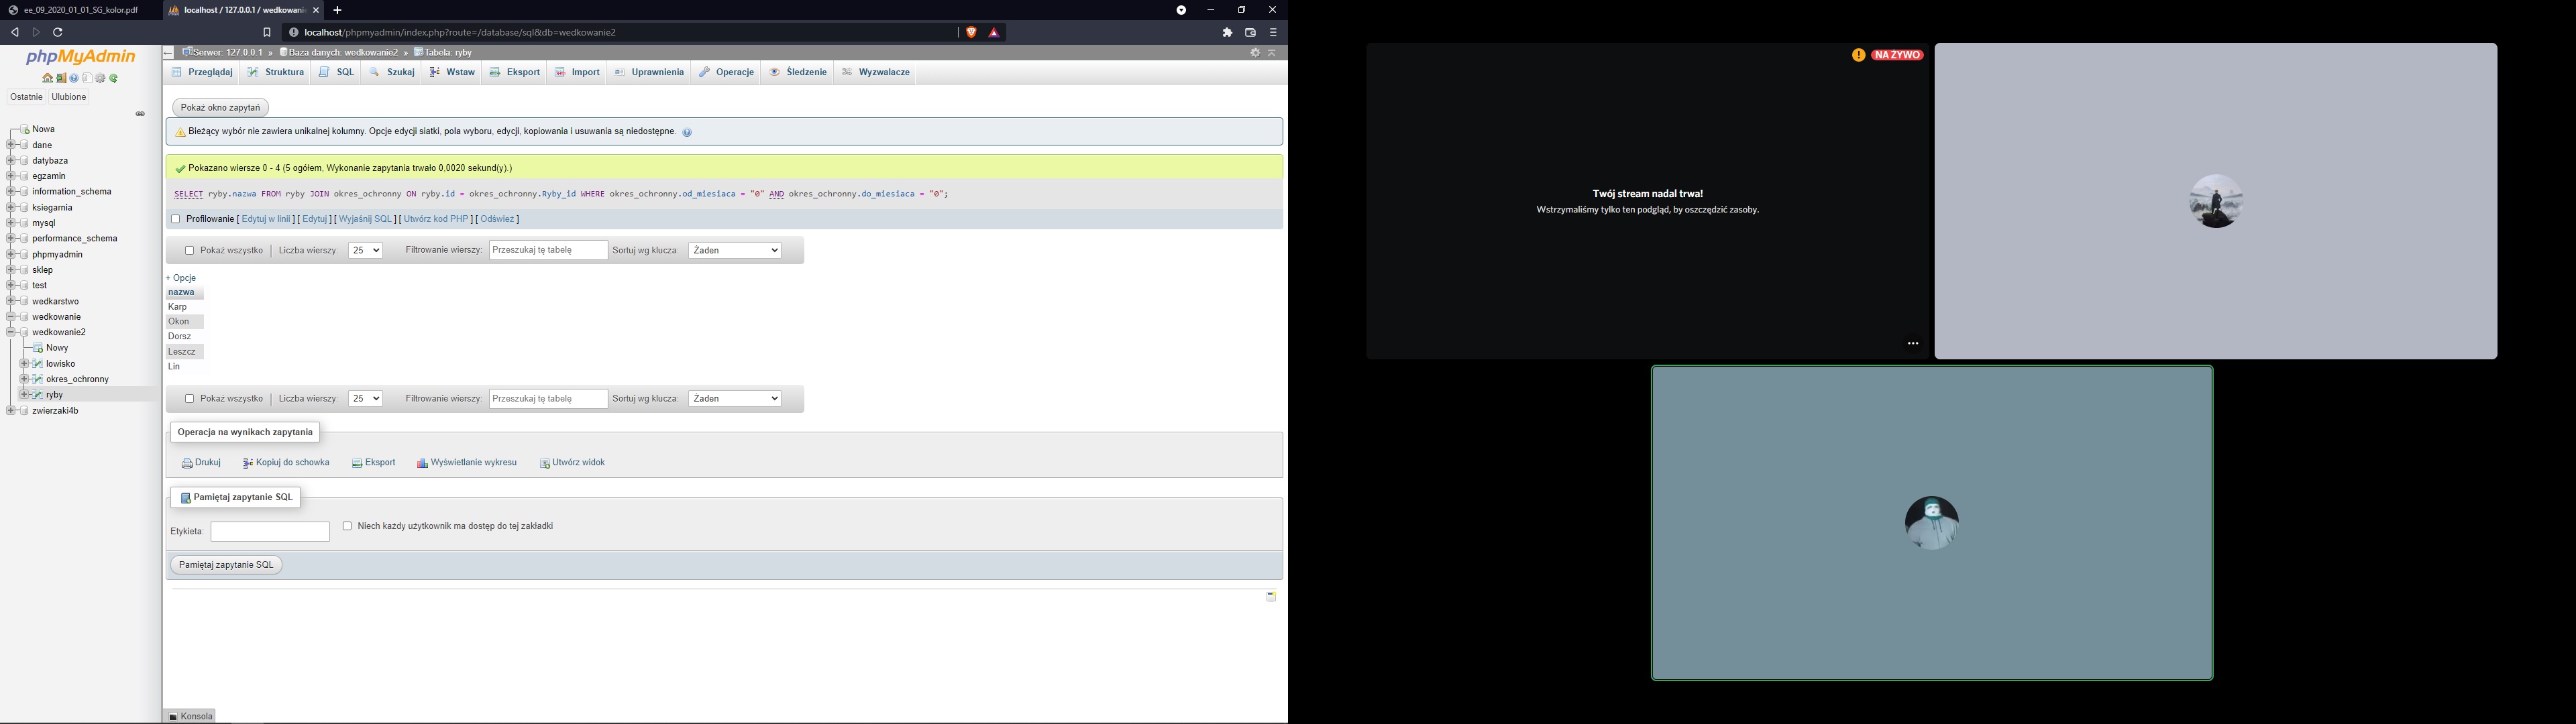 ee_09_2020_01_01_SG_kolor.pdf
localhost / 127.0.0.1 / wedkowani
localhost/phpmyadmin/index.php?route=/database/sql&db=wedkowanie2
phpMyAdmin
Ostatnie Ulubione
Nowa
dane
datybaza
egzamin
information_schema
ksiegarnia
mysql
performance_schema
phpmyadmin
sklep
test
wedkarstwo
wedkowanie
wedkowanie2
Nowy
lowisko
okres_ochronny
ryby
zwierzaki4b
Serwer: 127.0.0.1 » Baza danych: wedkowanie2 » Tabela: ryby
Przeglądaj Struktura SQL Szukaj Wstaw Eksport Import Uprawnienia Operacje Śledzenie Wyzwalacze
Pokaż okno zapytań
Bieżący wybór nie zawiera unikalnej kolumny. Opcje edycji siatki, pola wyboru, edycji, kopiowania i usuwania są niedostępne.
Pokazano wiersze 0 - 4 (5 ogółem, Wykonanie zapytania trwało 0,0020 sekund(y).)
SELECT ryby.nazwa FROM ryby JOIN okres_ochronny ON ryby.id = okres_ochronny.Ryby_id WHERE okres_ochronny.od_miesiaca = "0" AND okres_ochronny.do_miesiaca = "0";
Profilowanie [ Edytuj w linii ] [ Edytuj ] [ Wyjaśnij SQL ] [ Utwórz kod PHP ] [ Odśwież ]
Pokaż wszystko Liczba wierszy: 25 Filtrowanie wierszy: Przeszukaj tę tabelę Sortuj wg klucza: Żaden
+ Opcje
nazwa
Karp
Okon
Dorsz
Leszcz
Lin
Pokaż wszystko Liczba wierszy: 25 Filtrowanie wierszy: Przeszukaj tę tabelę Sortuj wg klucza: Żaden
Operacja na wynikach zapytania
Drukuj Kopiuj do schowka Eksport Wyświetlanie wykresu Utwórz widok
Pamiętaj zapytanie SQL
Etykieta: Niech każdy użytkownik ma dostęp do tej zakładki
Pamiętaj zapytanie SQL
Konsola
NA ŻYWO
Twój stream nadal trwa!
Wstrzymaliśmy tylko ten podgląd, by oszczędzić zasoby.